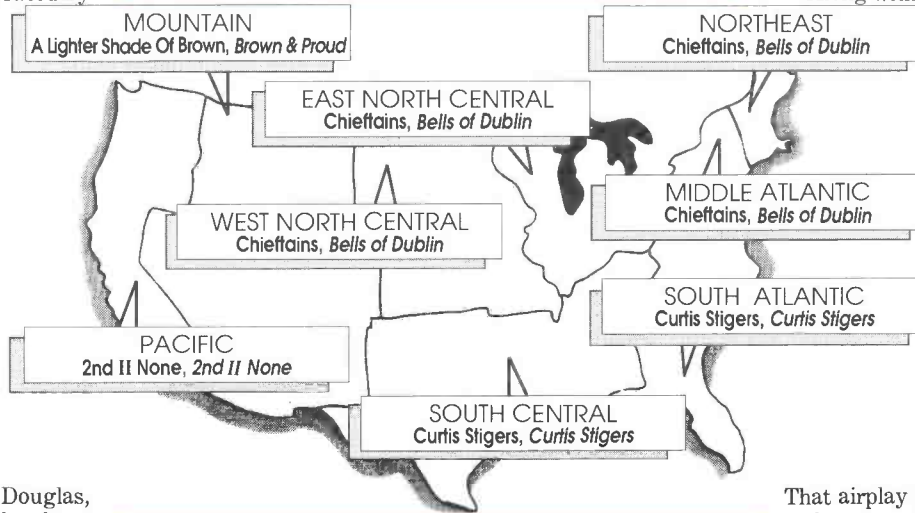 MOUNTAIN
A Lighter Shade Of Brown, Brown & Proud
NORTHEAST
Chieftains, Bells of Dublin
EAST NORTH CENTRAL
Chieftains, Bells of Dublin
MIDDLE ATLANTIC
Chieftains, Bells of Dublin
WEST NORTH CENTRAL
Chieftains, Bells of Dublin
SOUTH ATLANTIC
Curtis Stigers, Curtis Stigers
PACIFIC
2nd II None, 2nd II None
SOUTH CENTRAL
Curtis Stigers, Curtis Stigers
Douglas,
That airplay